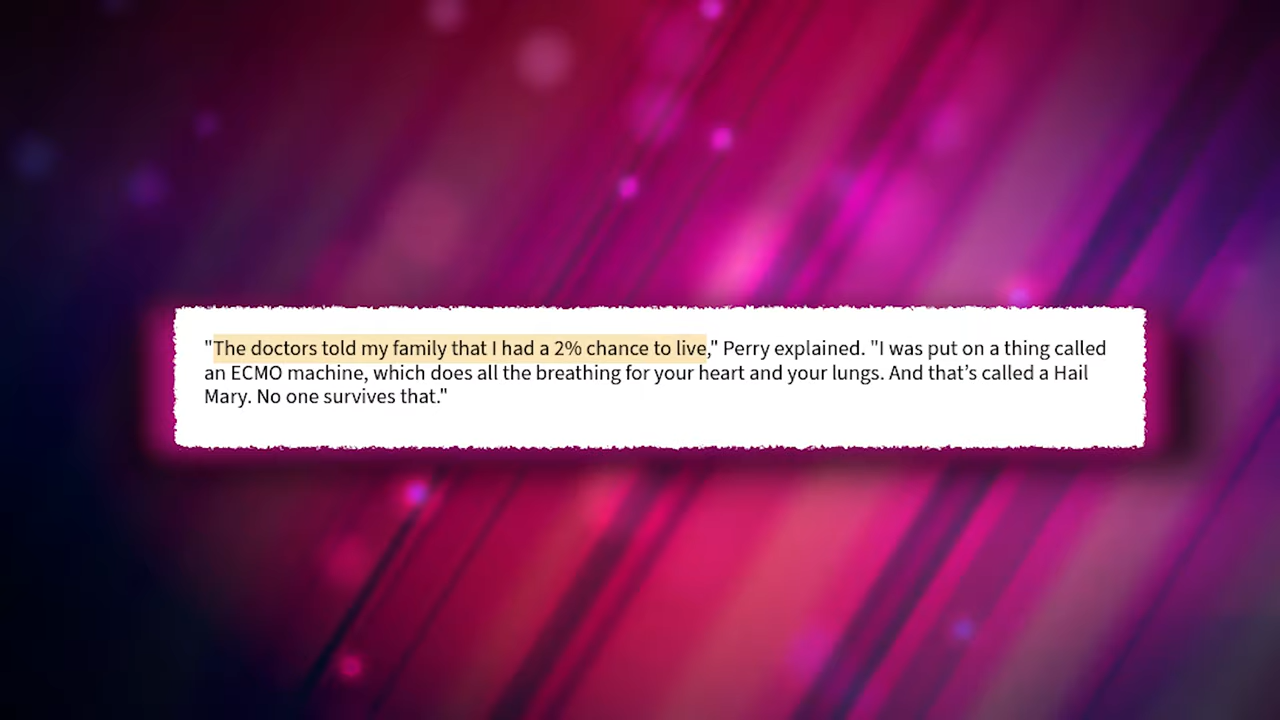 "The doctors told my family that I had a 2% chance to live," Perry explained. "I was put on a thing called
an ECMO machine, which does all the breathing for your heart and your lungs. And that’s called a Hail
Mary. No one survives that."